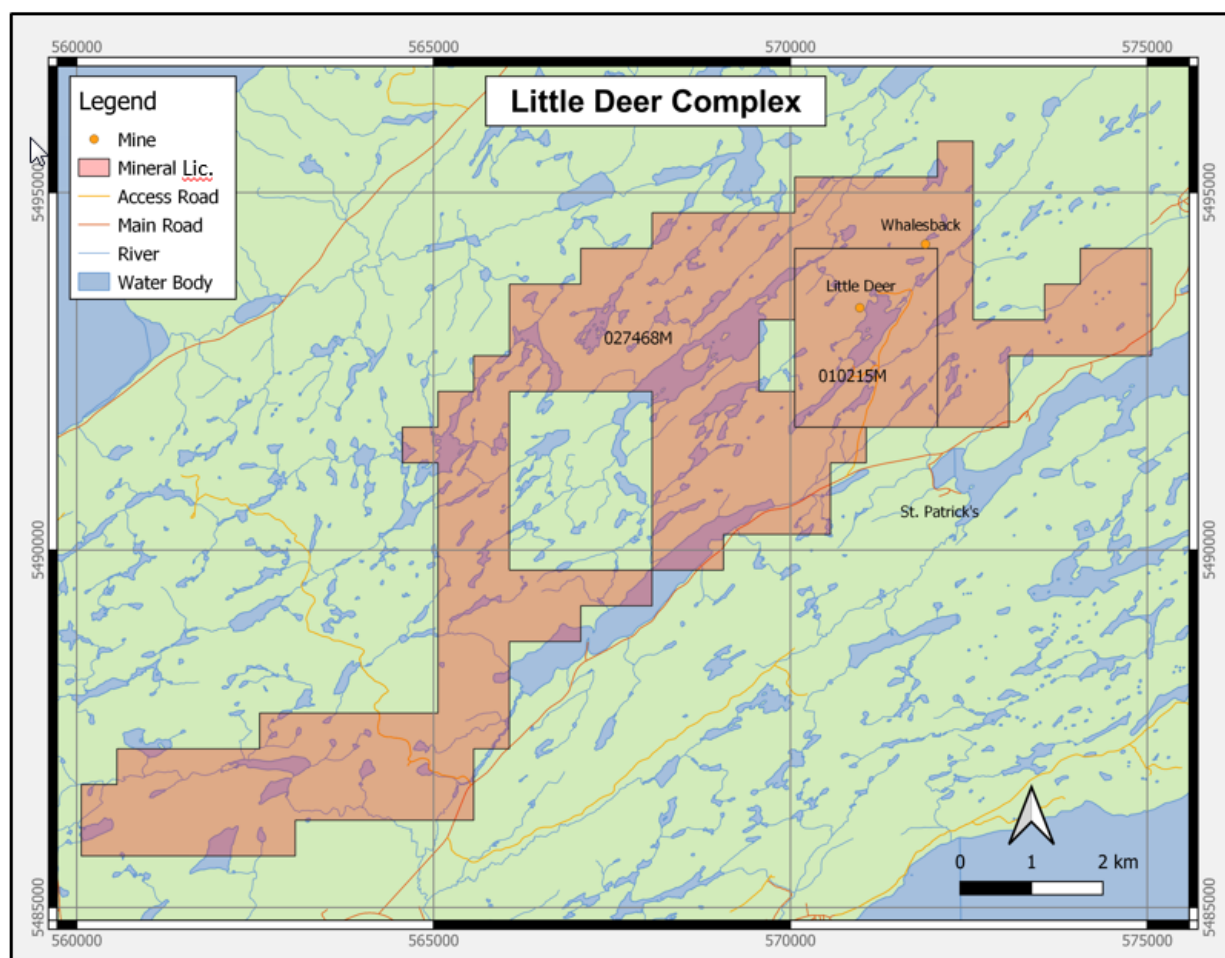 560000 565000 570000 575000
Little Deer Complex
Legend
Mine
Mineral Lic.
Access Road
Main Road
River
Water Body
5495000
5495000
Whalesback
Little Deer
027468M
010215M
St. Patrick's
5490000
5490000
0 1 2 km
5485000
5485000
560000 565000 570000 575000